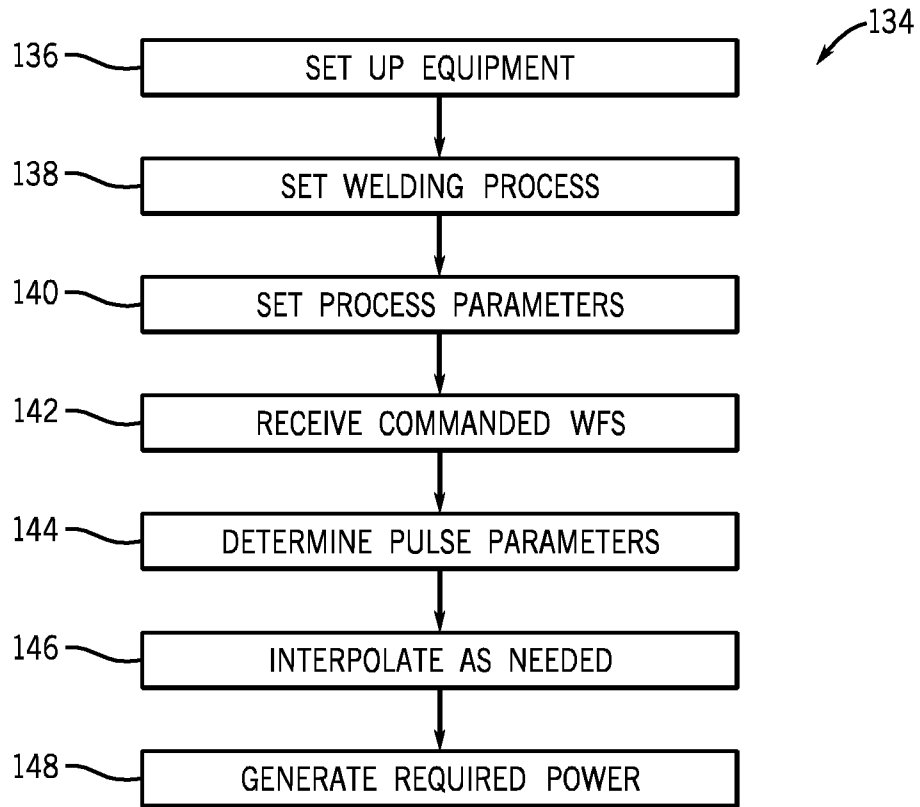 134
136 SET UP EQUIPMENT
138 SET WELDING PROCESS
140 SET PROCESS PARAMETERS
142 RECEIVE COMMANDED WFS
144 DETERMINE PULSE PARAMETERS
146 INTERPOLATE AS NEEDED
148 GENERATE REQUIRED POWER